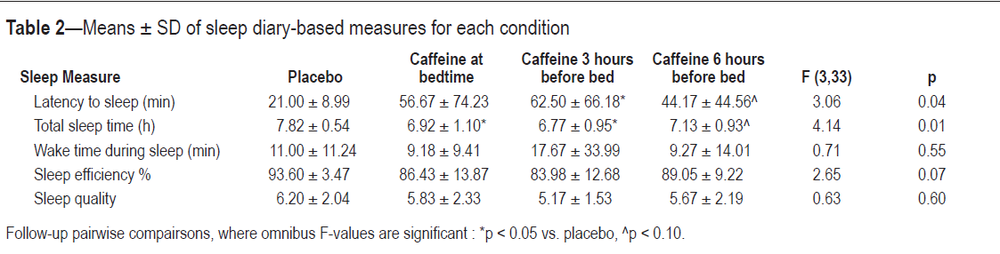 Table 2—Means ± SD of sleep diary-based measures for each condition
Sleep Measure Placebo Caffeine at bedtime Caffeine 3 hours before bed Caffeine 6 hours before bed F (3,33) p
Latency to sleep (min) 21.00 ± 8.99 56.67 ± 74.23 62.50 ± 66.18* 44.17 ± 44.56^ 3.06 0.04
Total sleep time (h) 7.82 ± 0.54 6.92 ± 1.10* 6.77 ± 0.95* 7.13 ± 0.93^ 4.14 0.01
Wake time during sleep (min) 11.00 ± 11.24 9.18 ± 9.41 17.67 ± 33.99 9.27 ± 14.01 0.71 0.55
Sleep efficiency % 93.60 ± 3.47 86.43 ± 13.87 83.98 ± 12.68 89.05 ± 9.22 2.65 0.07
Sleep quality 6.20 ± 2.04 5.83 ± 2.33 5.17 ± 1.53 5.67 ± 2.19 0.63 0.60
Follow-up pairwise compairsons, where omnibus F-values are significant : *p < 0.05 vs. placebo, ^p < 0.10.